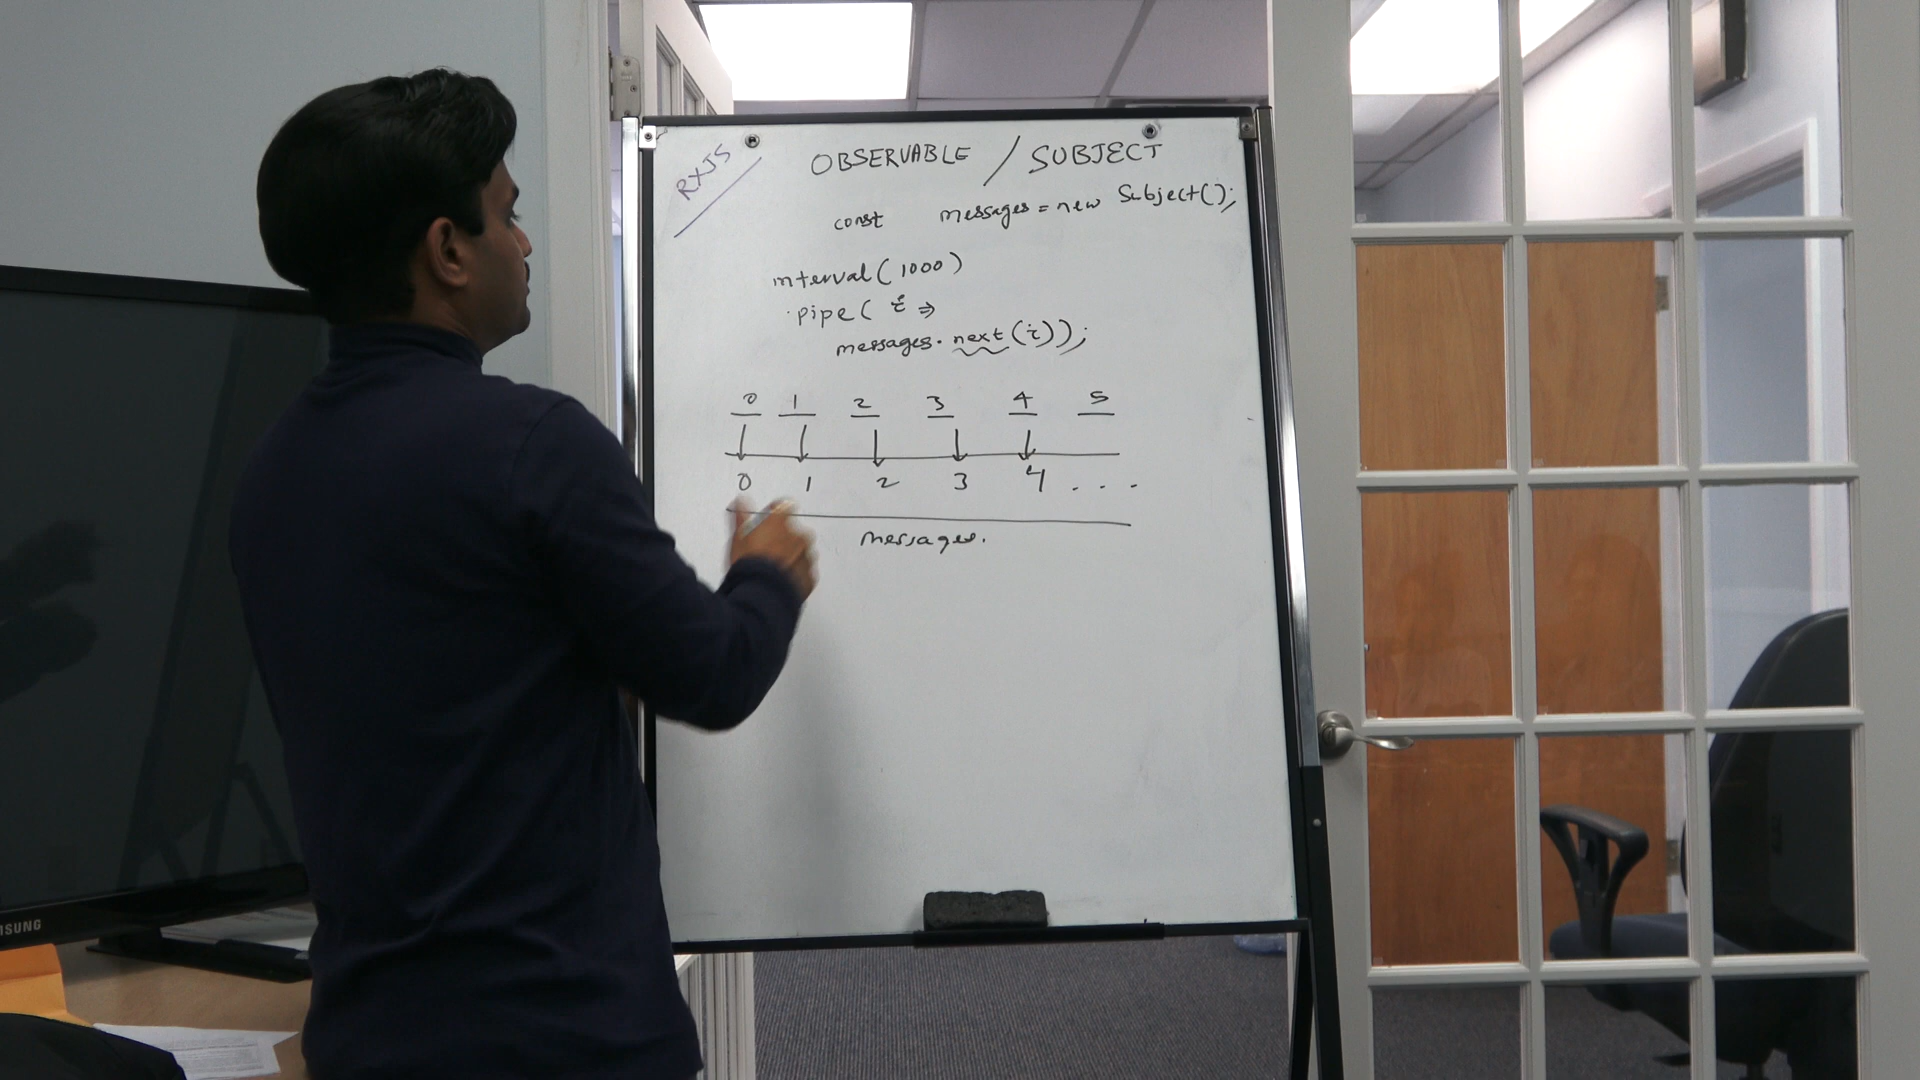 RXJS
OBSERVABLE / SUBJECT
const messages = new Subject();
interval(1000)
.pipe( i =>
messages.next(i));
0 1 2 3 4 5
0 1 2 3 4 . . .
messages.
SUNG